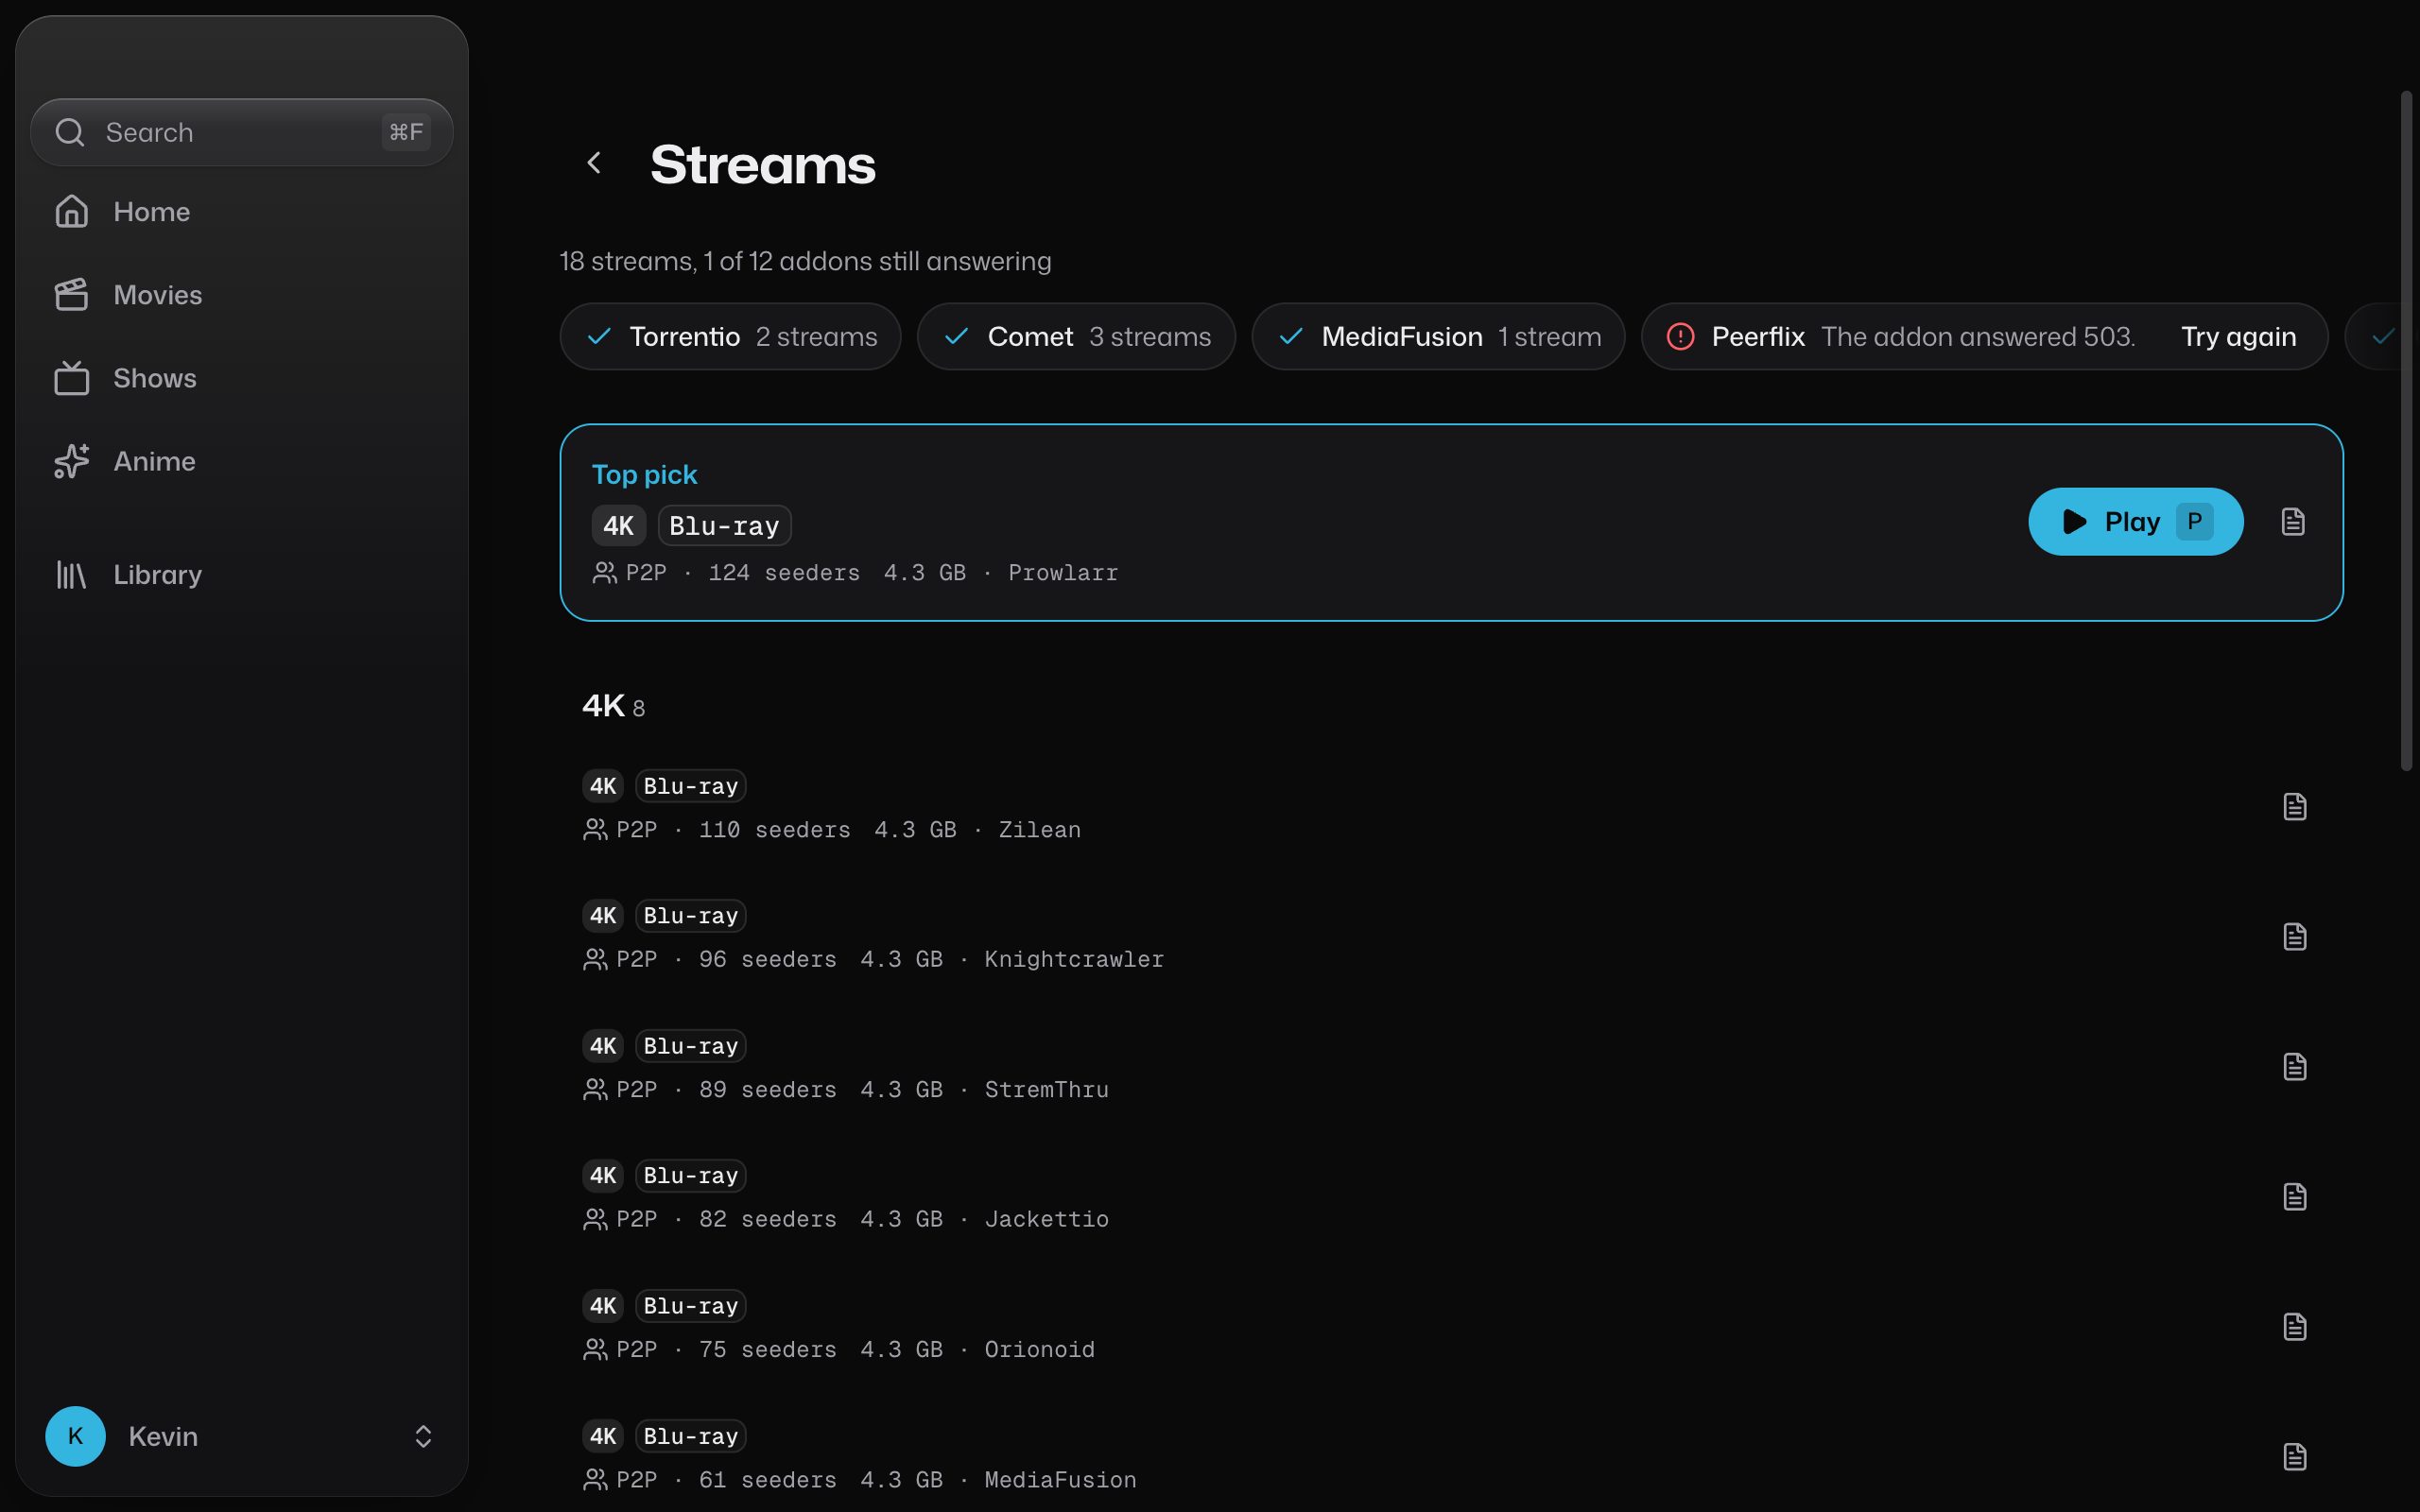 Search ⌘F
Home
Movies
Shows
Anime
Library
K Kevin
Streams
18 streams, 1 of 12 addons still answering
Torrentio 2 streams
Comet 3 streams
MediaFusion 1 stream
Peerflix The addon answered 503. Try again
Top pick
4K Blu-ray
P2P · 124 seeders 4.3 GB · Prowlarr
Play P
4K 8
4K Blu-ray
P2P · 110 seeders 4.3 GB · Zilean
4K Blu-ray
P2P · 96 seeders 4.3 GB · Knightcrawler
4K Blu-ray
P2P · 89 seeders 4.3 GB · StremThru
4K Blu-ray
P2P · 82 seeders 4.3 GB · Jackettio
4K Blu-ray
P2P · 75 seeders 4.3 GB · Orionoid
4K Blu-ray
P2P · 61 seeders 4.3 GB · MediaFusion